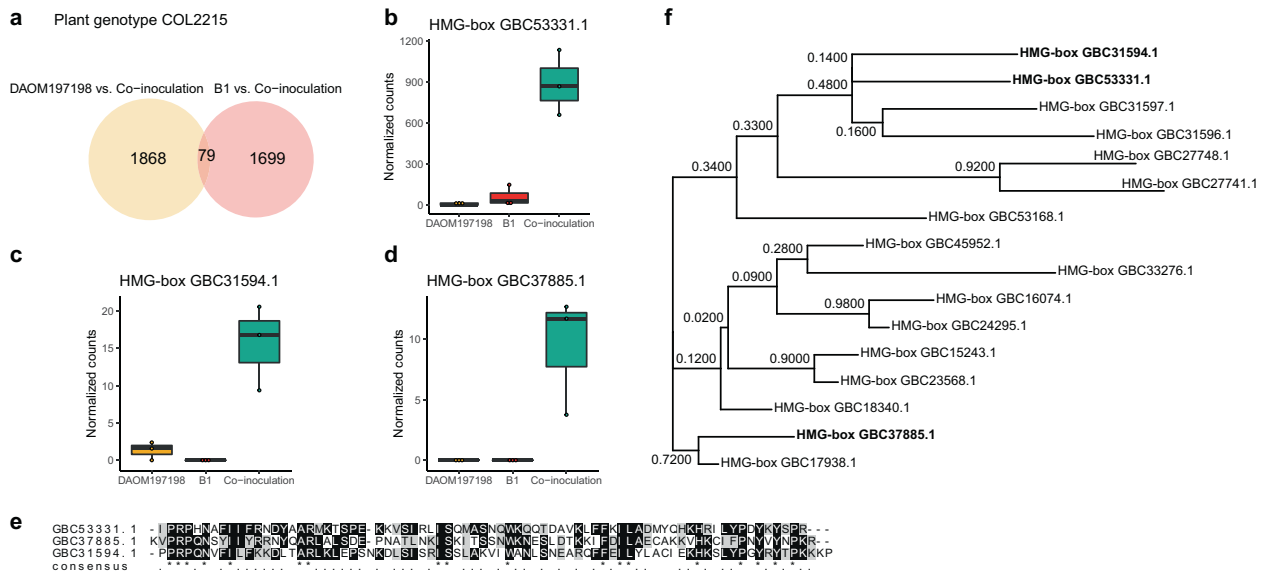 a Plant genotype COL2215
DAOM197198 vs. Co-inoculation B1 vs. Co-inoculation
1868 79 1699
b
HMG-box GBC53331.1
Normalized counts
1200
900
600
300
0
DAOM197198 B1 Co-inoculation
c
HMG-box GBC31594.1
Normalized counts
20
15
10
5
0
DAOM197198 B1 Co-inoculation
d
HMG-box GBC37885.1
Normalized counts
10
5
0
DAOM197198 B1 Co-inoculation
e
GBC53331.1 -IPRPHNAFIIFRNDYAARMKTSPE-KKVSIRLISQMASNQWKQQTDAVKLFFKILADMYQHKHRILYPDYKYSPR---
GBC37885.1 KVPRPQNSYIIYRRNYQARLALSDE-PNATLNKISKITSSNWKNESLDTKKIFDILAECAKKVHKCIFPNYVYNPKR--
GBC31594.1 -PPRPQNVFILFKKDLTARLKLEPSNKDLSISRISSLAKVIWANLSNEARQFFEILYLACIEKHKSLYPGYRYTPKKKP
consensus
f
HMG-box GBC31594.1
0.1400
HMG-box GBC53331.1
0.4800
HMG-box GBC31597.1
0.1600
HMG-box GBC31596.1
0.3300
HMG-box GBC27748.1
0.9200
HMG-box GBC27741.1
0.3400
HMG-box GBC53168.1
HMG-box GBC45952.1
0.2800
HMG-box GBC33276.1
0.0900
HMG-box GBC16074.1
0.9800
HMG-box GBC24295.1
0.0200
HMG-box GBC15243.1
0.9000
HMG-box GBC23568.1
0.1200
HMG-box GBC18340.1
HMG-box GBC37885.1
0.7200
HMG-box GBC17938.1